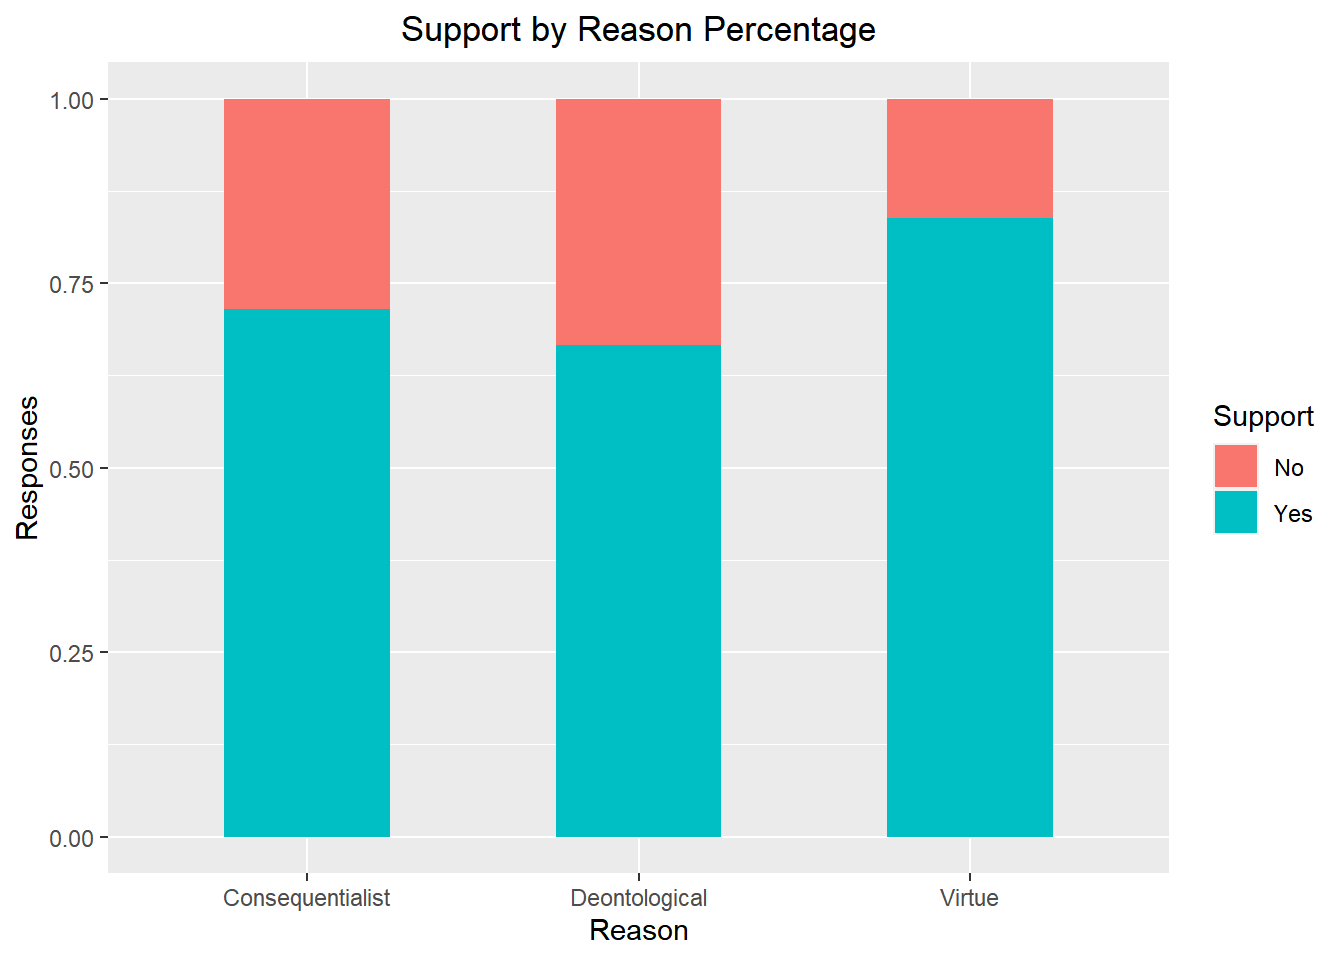 Support by Reason Percentage
1.00
0.75
0.50
0.25
0.00
Responses
Consequentialist
Deontological
Virtue
Reason
Support
No
Yes